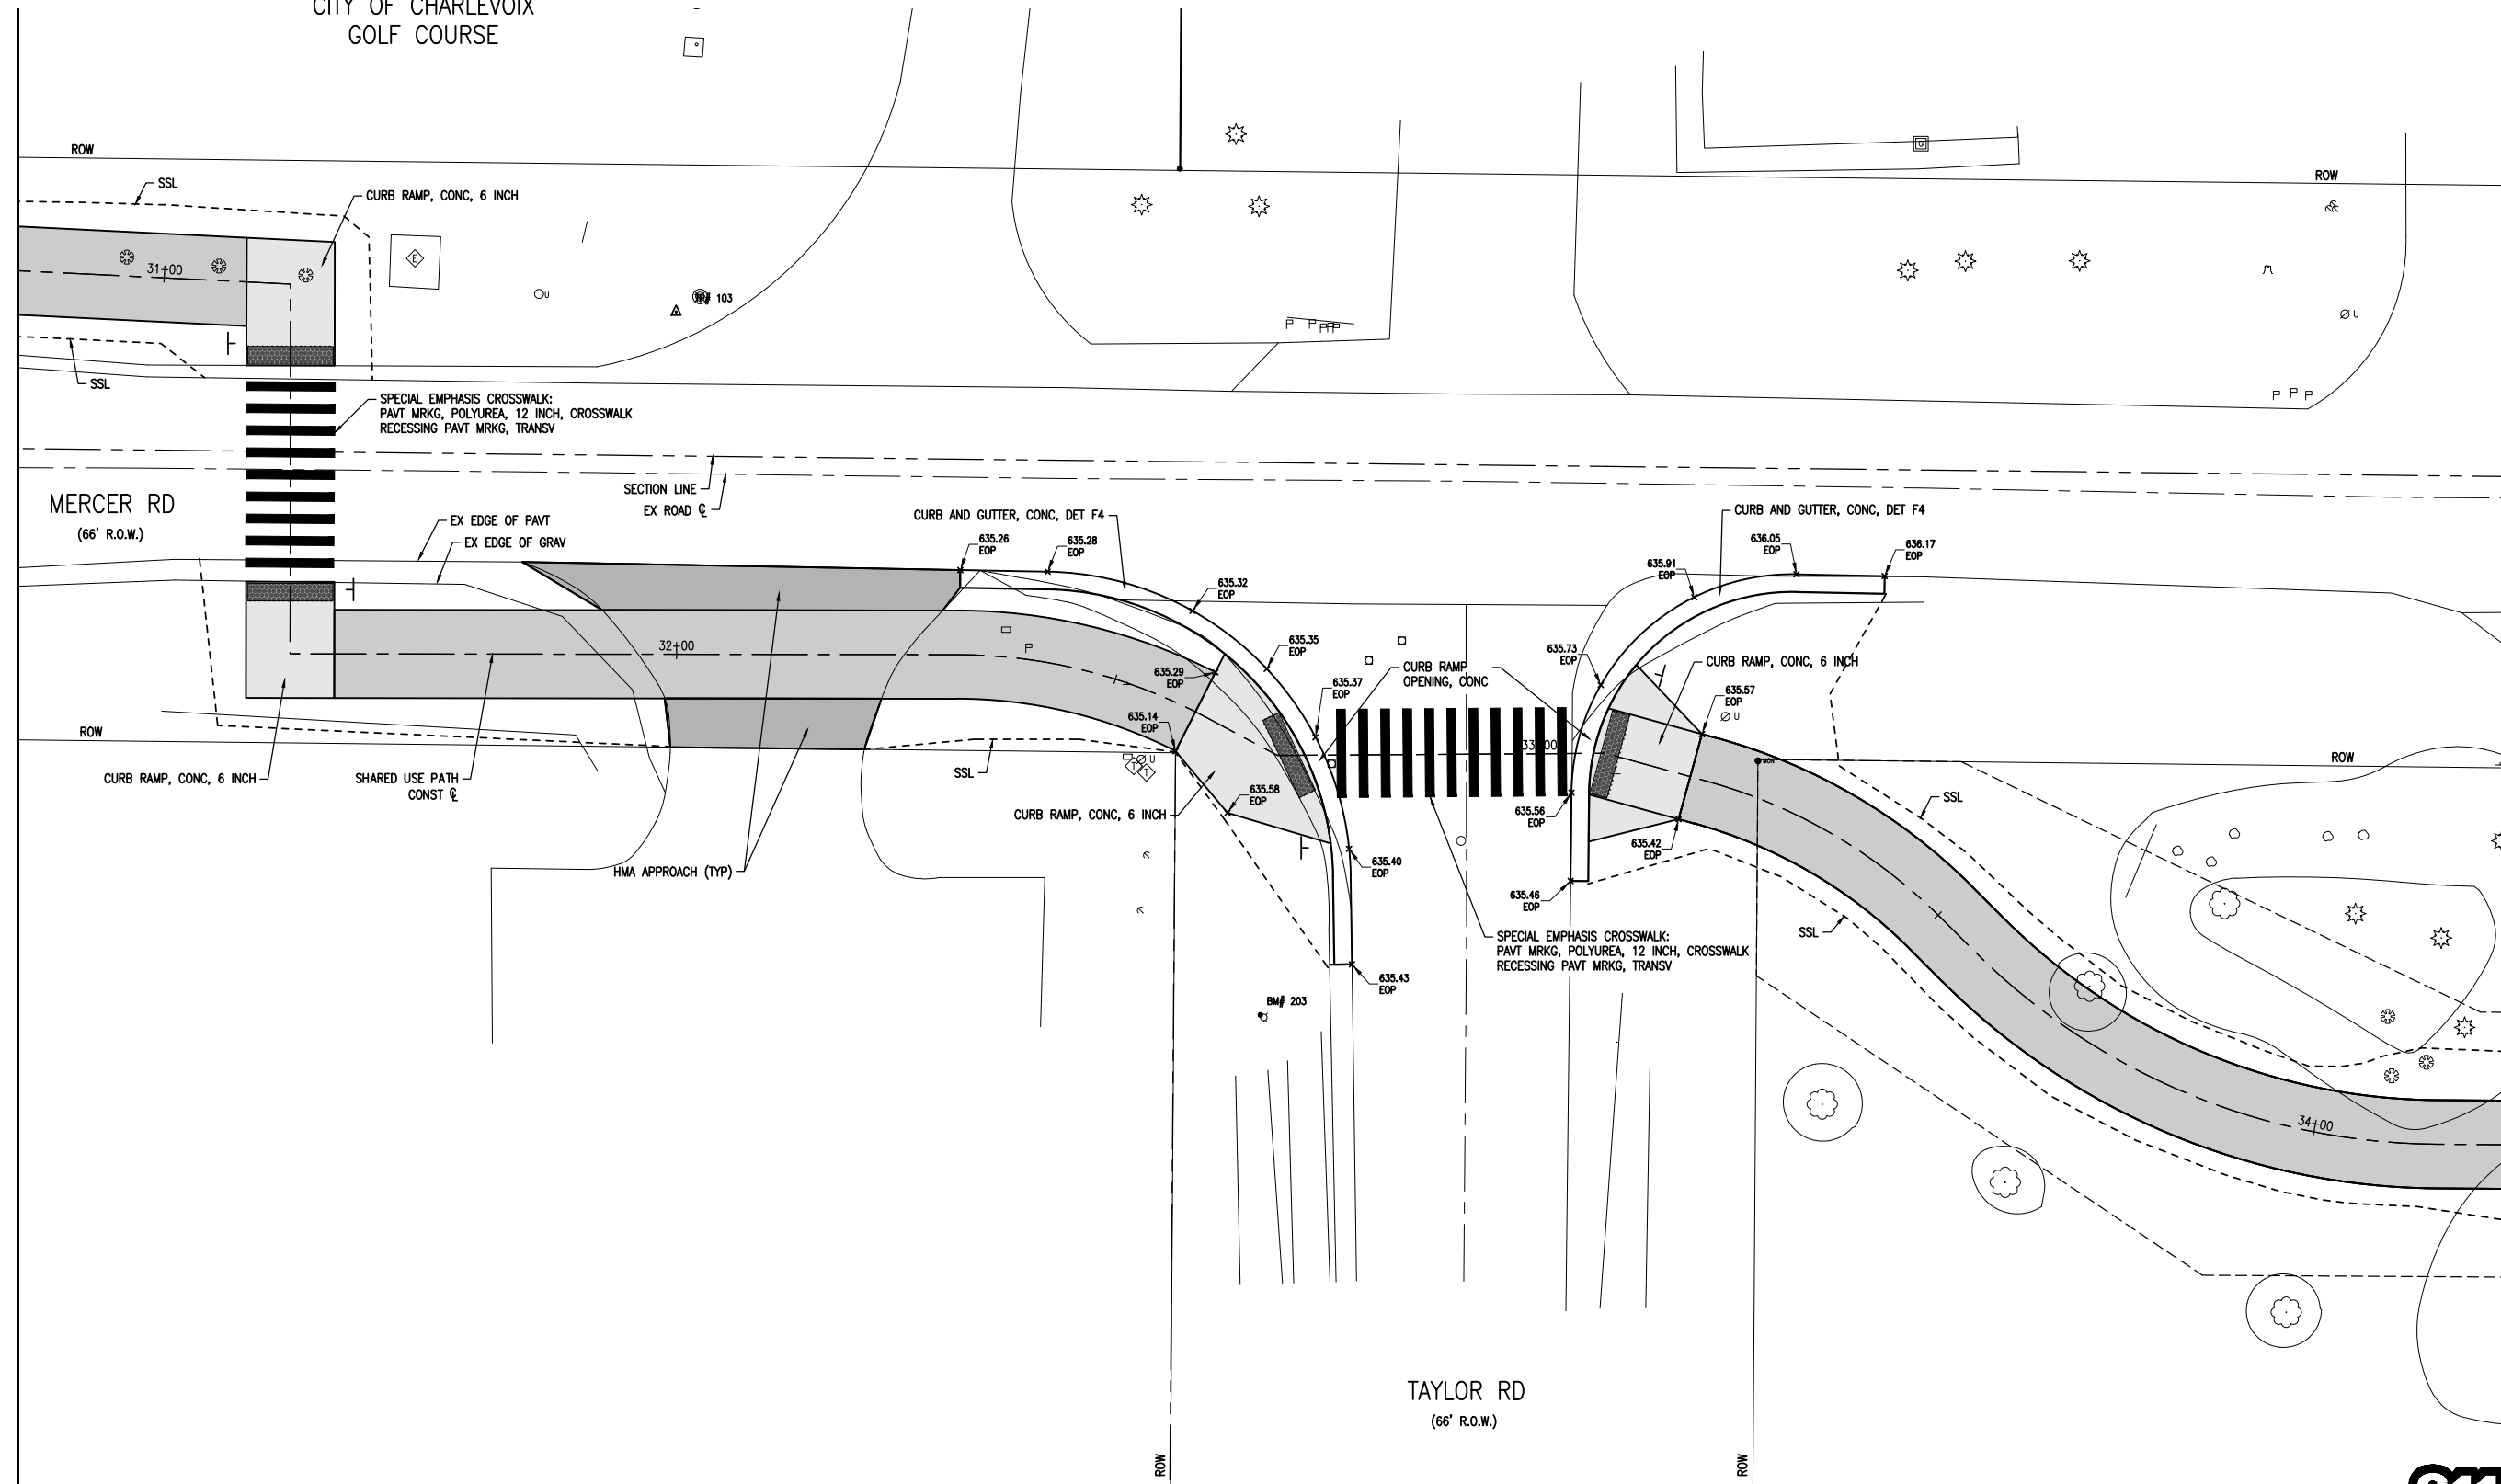 CITY OF CHARLEVOIX
GOLF COURSE
ROW
ROW
SSL
CURB RAMP, CONC, 6 INCH
G
31+00
E
U
103
U
SSL
SPECIAL EMPHASIS CROSSWALK:
PAVT MRKG, POLYUREA, 12 INCH, CROSSWALK
RECESSING PAVT MRKG, TRANSV
MERCER RD
(66' R.O.W.)
SECTION LINE
EX ROAD ℄
EX EDGE OF PAVT
EX EDGE OF GRAV
CURB AND GUTTER, CONC, DET F4
635.26
EOP
635.28
EOP
635.32
EOP
635.35
EOP
635.37
EOP
635.29
EOP
635.14
EOP
635.58
EOP
635.40
EOP
635.43
EOP
CURB AND GUTTER, CONC, DET F4
636.05
EOP
636.17
EOP
635.91
EOP
635.73
EOP
635.57
EOP
635.56
EOP
635.42
EOP
635.46
EOP
CURB RAMP
OPENING, CONC
CURB RAMP, CONC, 6 INCH
U
32+00
33+00
ROW
ROW
MON
U
T
T
CURB RAMP, CONC, 6 INCH
SHARED USE PATH
CONST ℄
SSL
SSL
CURB RAMP, CONC, 6 INCH
HMA APPROACH (TYP)
SSL
SPECIAL EMPHASIS CROSSWALK:
PAVT MRKG, POLYUREA, 12 INCH, CROSSWALK
RECESSING PAVT MRKG, TRANSV
BM# 203
34+00
TAYLOR RD
(66' R.O.W.)
ROW
ROW